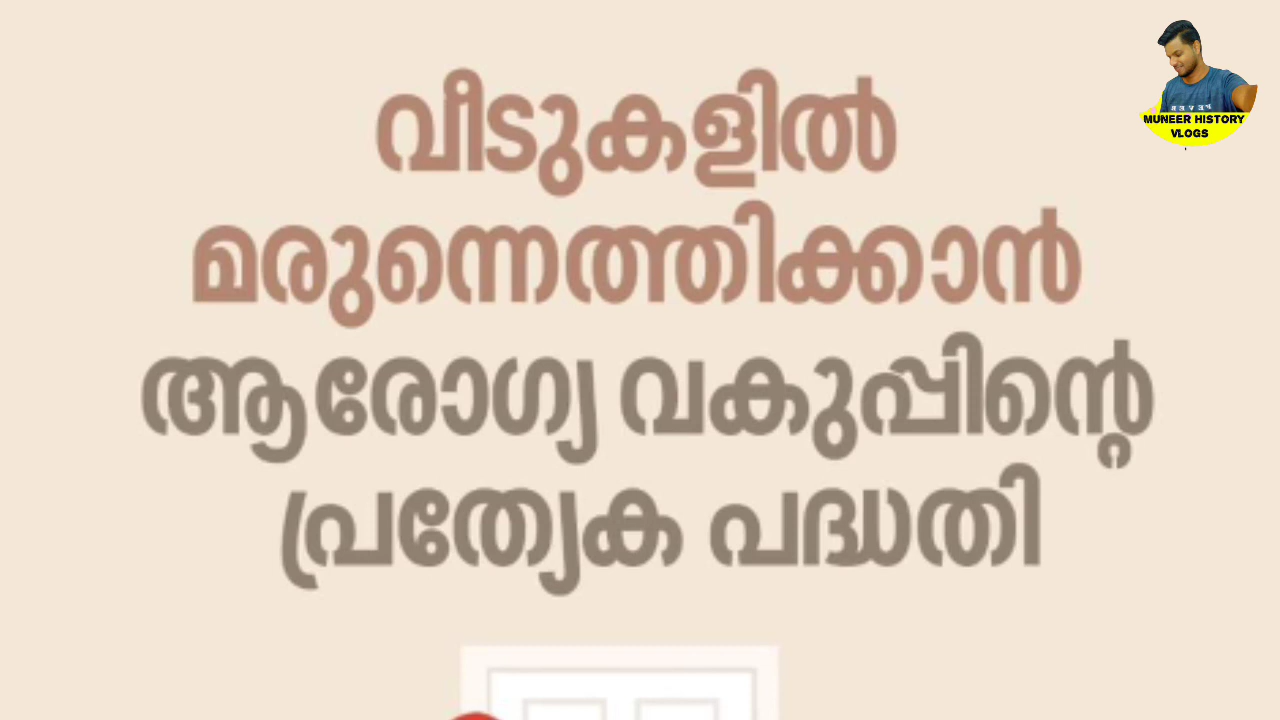 വീടുകളിൽ
മരുന്നെത്തിക്കാൻ
ആരോഗ്യ വകുപ്പിന്റെ
പ്രത്യേക പദ്ധതി
MUNEER HISTORY
VLOGS